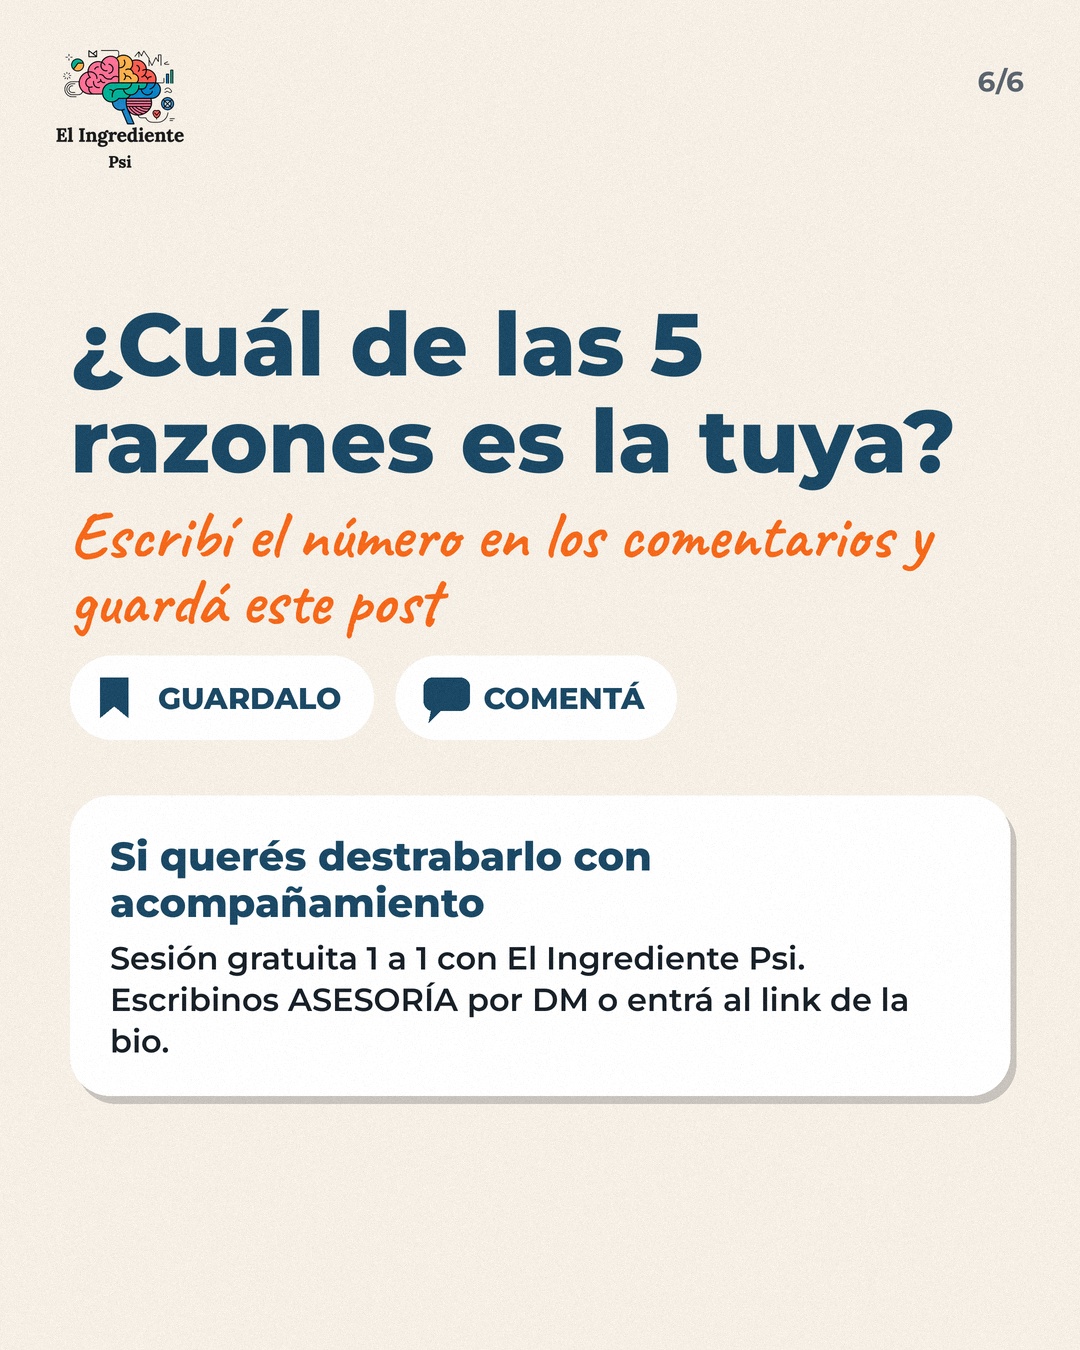 El Ingrediente
Psi
6/6
¿Cuál de las 5
razones es la tuya?
Escribí el número en los comentarios y
guardá este post
GUARDALO
COMENTÁ
Si querés destrabarlo con
acompañamiento
Sesión gratuita 1 a 1 con El Ingrediente Psi.
Escribinos ASESORÍA por DM o entrá al link de la
bio.